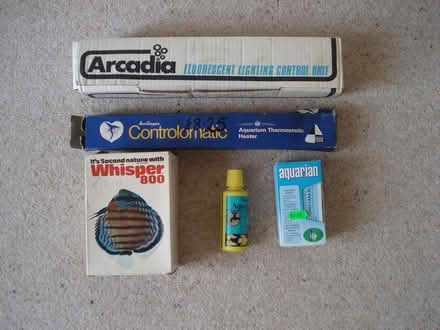 Arcadia
FLUORESCENT LIGHTING CONTROL UNIT
Controlomatic
Aquarium Thermostatic
Heater
It's Second nature with
Whisper
800
aquarian